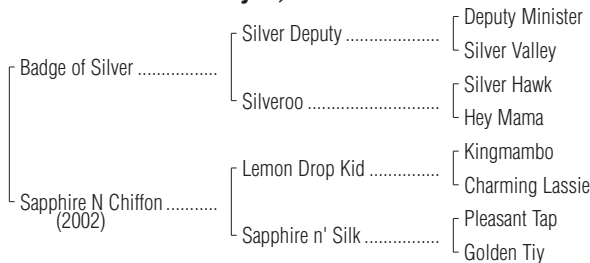 Deputy Minister
Silver Deputy ....................
Silver Valley
Badge of Silver .................
Silver Hawk
Silveroo ............................
Hey Mama
Kingmambo
Lemon Drop Kid ...............
Charming Lassie
Sapphire N Chiffon ...........
(2002)
Pleasant Tap
Sapphire n' Silk ................
Golden Tiy